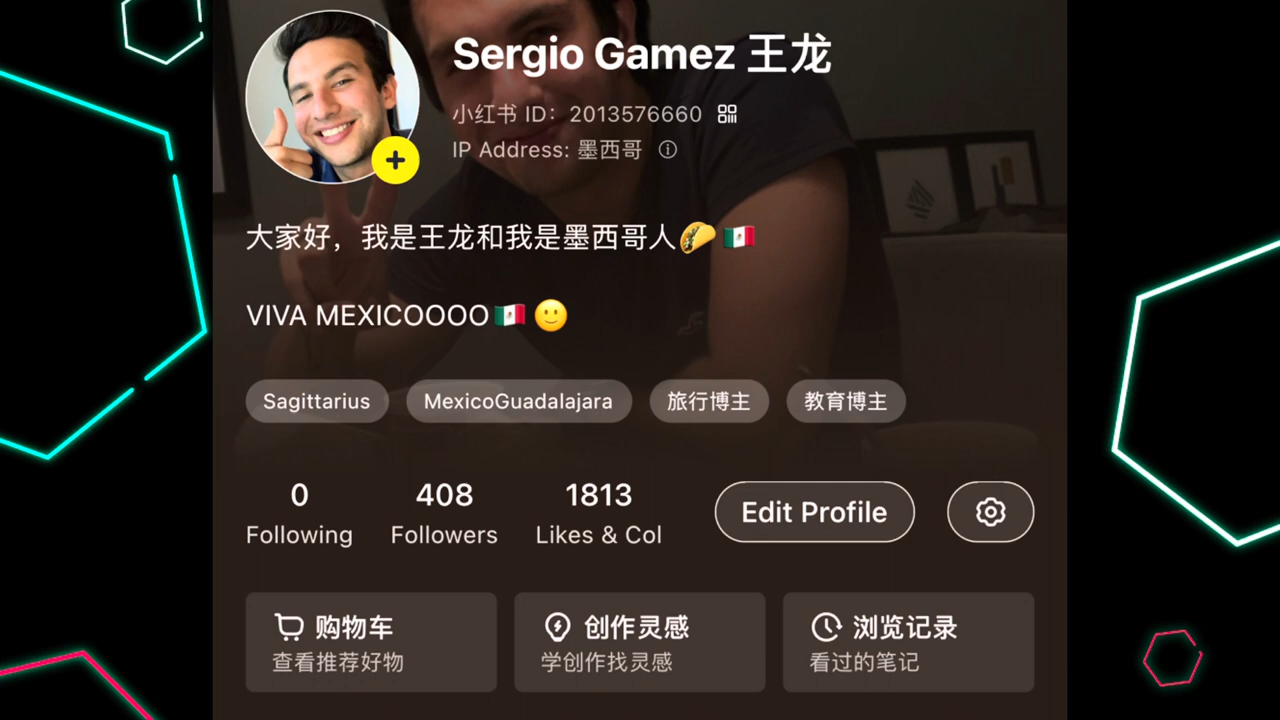 Sergio Gamez 王龙
小红书 ID: 2013576660
IP Address: 墨西哥
大家好，我是王龙和我是墨西哥人🌮🇲🇽
VIVA MEXICOOOO🇲🇽🙂
Sagittarius MexicoGuadalajara 旅行博主 教育博主
0 408 1813
Following Followers Likes & Col Edit Profile
购物车 创作灵感 浏览记录
查看推荐好物 学创作找灵感 看过的笔记